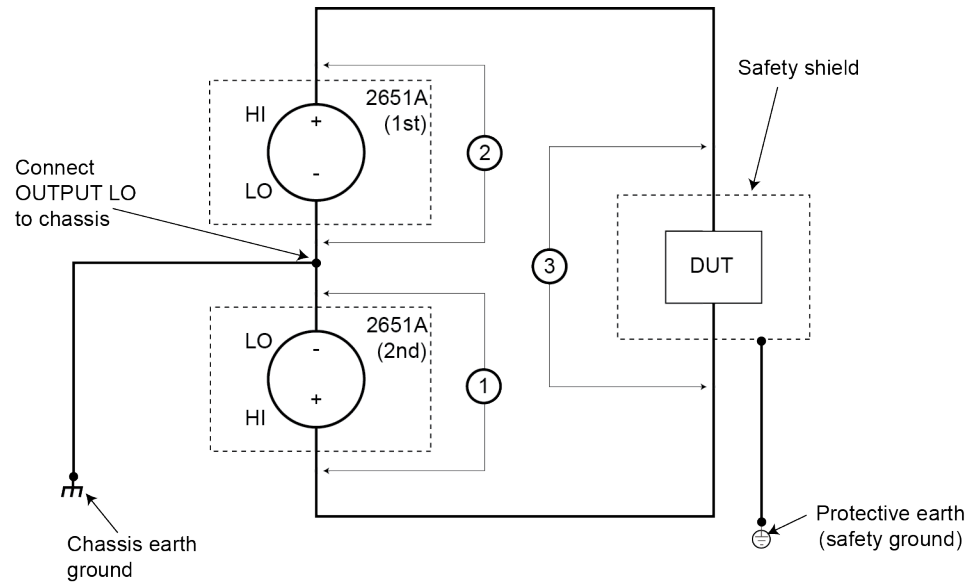 Safety shield
2651A
(1st)
HI
+
2
-
LO
Connect
OUTPUT LO
to chassis
3
DUT
2651A
(2nd)
LO
-
1
+
HI
Protective earth
(safety ground)
Chassis earth
ground